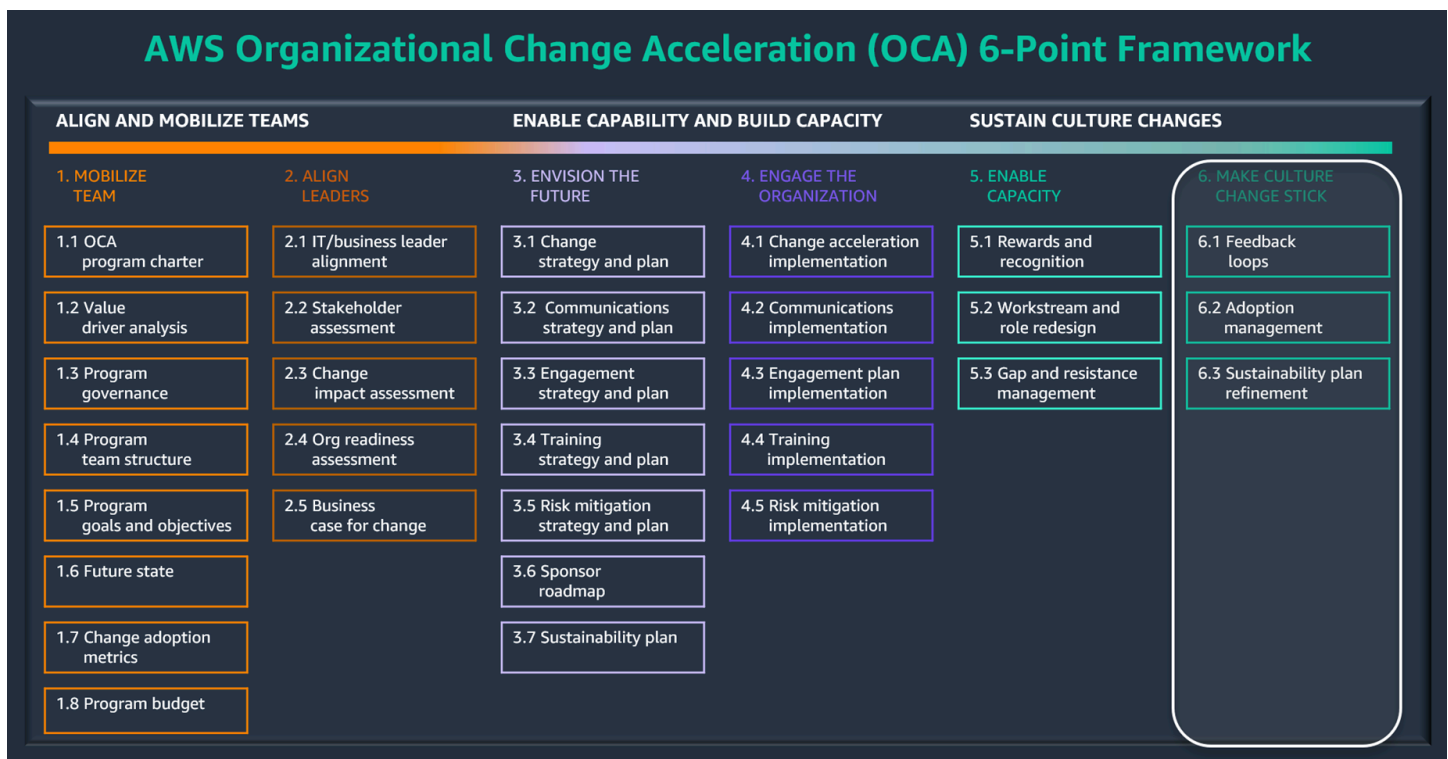 AWS Organizational Change Acceleration (OCA) 6-Point Framework
ALIGN AND MOBILIZE TEAMS
ENABLE CAPABILITY AND BUILD CAPACITY
SUSTAIN CULTURE CHANGES
1. MOBILIZE
TEAM
1.1 OCA
program charter
1.2 Value
driver analysis
1.3 Program
governance
1.4 Program
team structure
1.5 Program
goals and objectives
1.6 Future state
1.7 Change adoption
metrics
1.8 Program budget
2. ALIGN
LEADERS
2.1 IT/business leader
alignment
2.2 Stakeholder
assessment
2.3 Change
impact assessment
2.4 Org readiness
assessment
2.5 Business
case for change
3. ENVISION THE
FUTURE
3.1 Change
strategy and plan
3.2 Communications
strategy and plan
3.3 Engagement
strategy and plan
3.4 Training
strategy and plan
3.5 Risk mitigation
strategy and plan
3.6 Sponsor
roadmap
3.7 Sustainability plan
4. ENGAGE THE
ORGANIZATION
4.1 Change acceleration
implementation
4.2 Communications
implementation
4.3 Engagement plan
implementation
4.4 Training
implementation
4.5 Risk mitigation
implementation
5. ENABLE
CAPACITY
5.1 Rewards and
recognition
5.2 Workstream and
role redesign
5.3 Gap and resistance
management
6. MAKE CULTURE
CHANGE STICK
6.1 Feedback
loops
6.2 Adoption
management
6.3 Sustainability plan
refinement